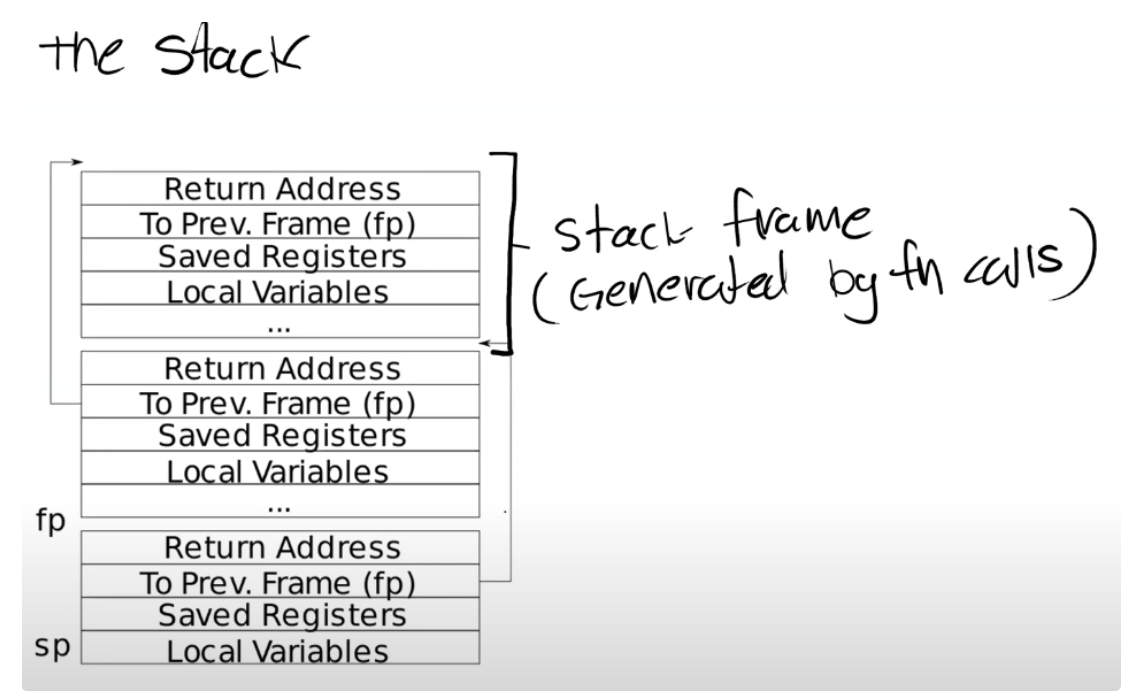 the Stack
Return Address
To Prev. Frame (fp)
Saved Registers
Local Variables
...
stack frame
(Generated by fn calls)
Return Address
To Prev. Frame (fp)
Saved Registers
Local Variables
...
fp
Return Address
To Prev. Frame (fp)
Saved Registers
sp
Local Variables